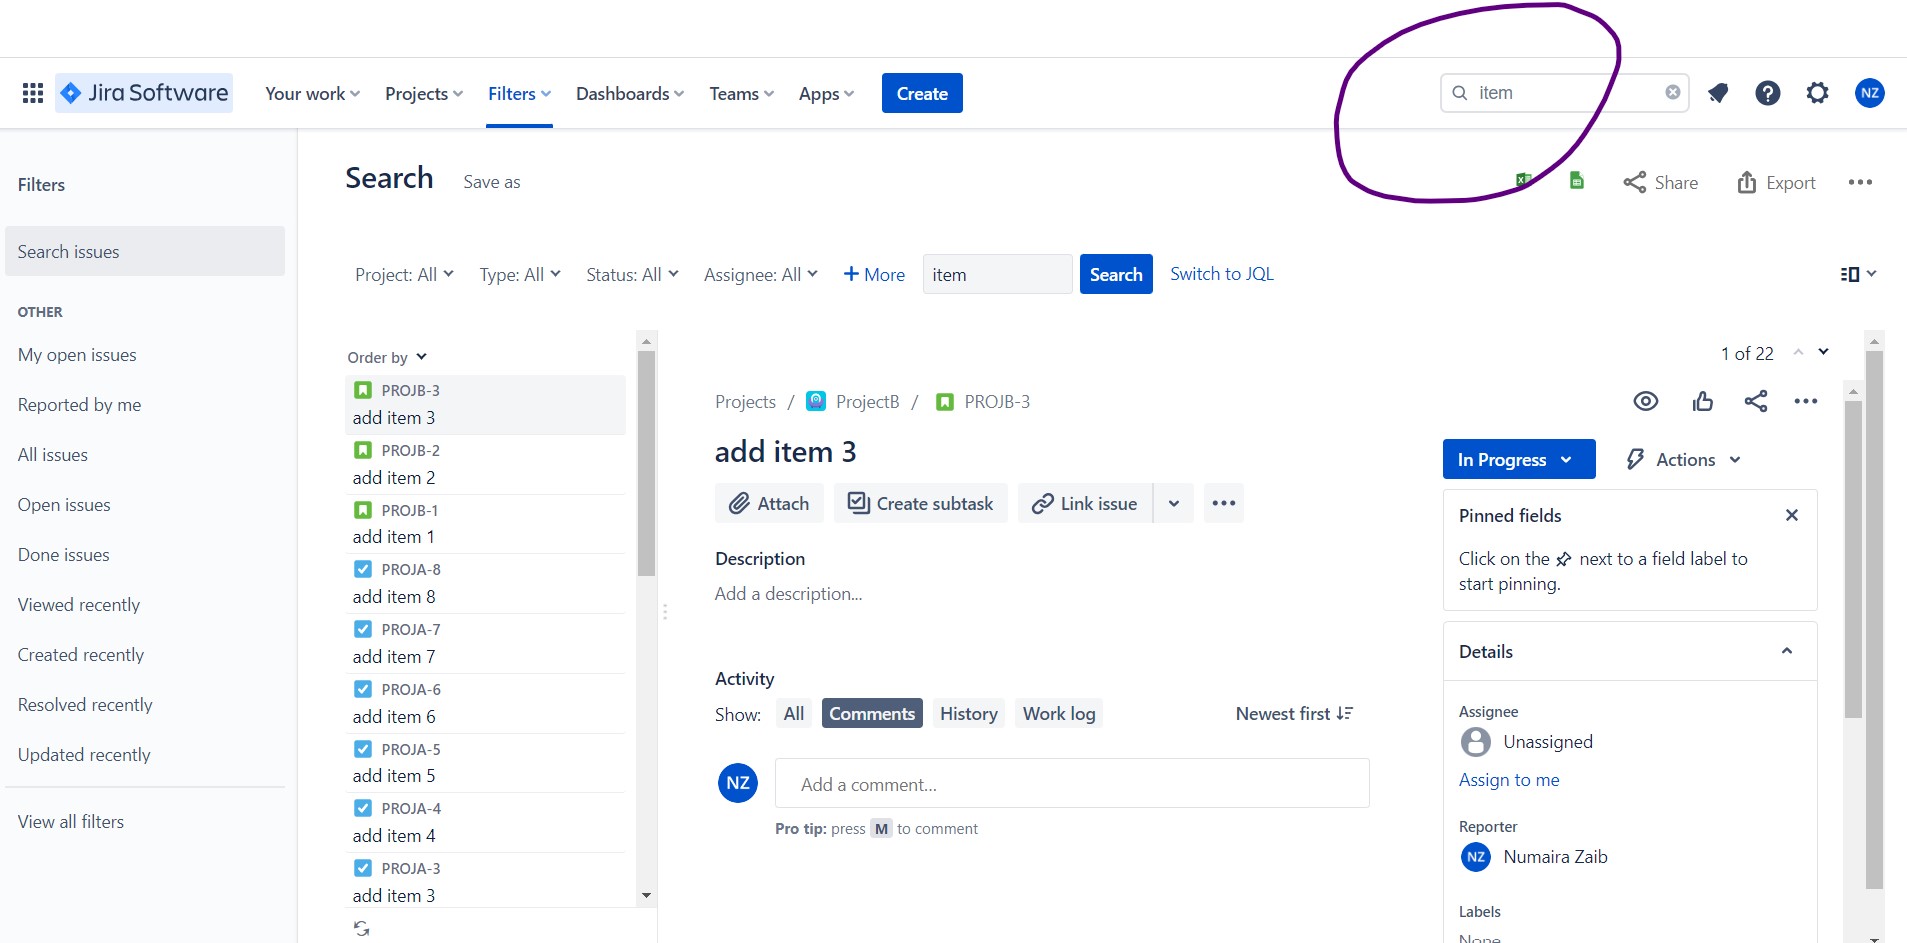 Jira Software Your work Projects Filters Dashboards Teams Apps Create item NZ
Filters
Search issues
OTHER
My open issues
Reported by me
All issues
Open issues
Done issues
Viewed recently
Created recently
Resolved recently
Updated recently
View all filters
Search Save as Share Export
Project: All Type: All Status: All Assignee: All + More item Search Switch to JQL
Order by
PROJB-3
add item 3
PROJB-2
add item 2
PROJB-1
add item 1
PROJA-8
add item 8
PROJA-7
add item 7
PROJA-6
add item 6
PROJA-5
add item 5
PROJA-4
add item 4
PROJA-3
add item 3
1 of 22
Projects / ProjectB / PROJB-3
add item 3
Attach Create subtask Link issue
Description
Add a description...
Activity
Show: All Comments History Work log Newest first
NZ Add a comment...
Pro tip: press M to comment
In Progress Actions
Pinned fields
Click on the next to a field label to
start pinning.
Details
Assignee
Unassigned
Assign to me
Reporter
NZ Numaira Zaib
Labels
None